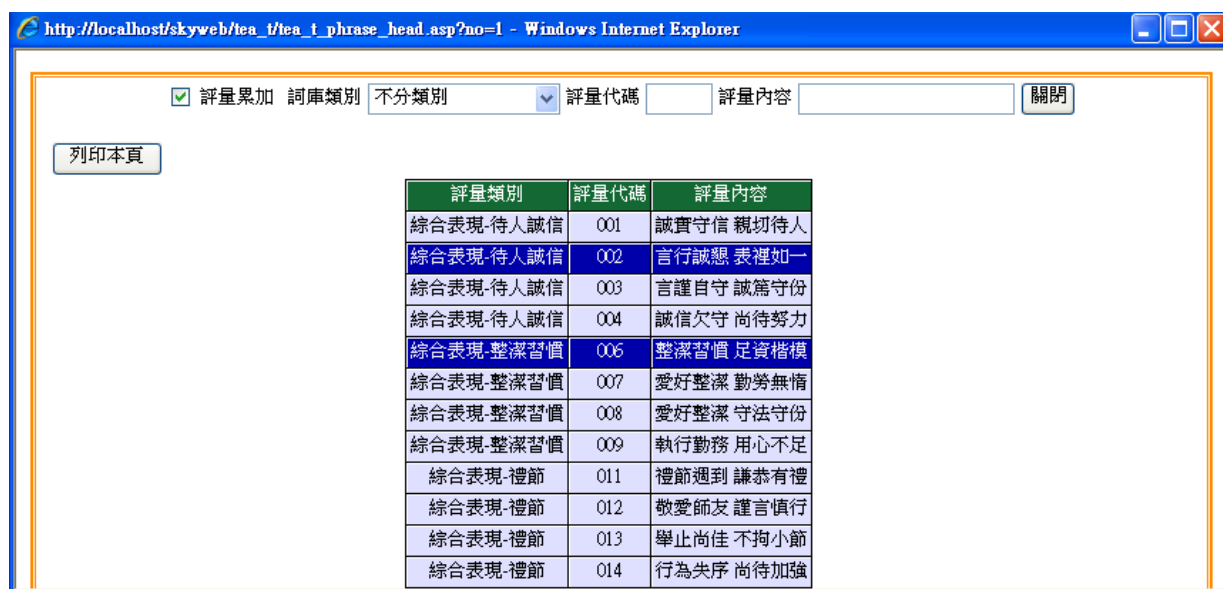 http://localhost/skyweb/tea_t/tea_t_phrase_head.asp?no=1 - Windows Internet Explorer
評量累加 詞庫類別 不分類別 評量代碼 評量內容 關閉
列印本頁
評量類別 評量代碼 評量內容
綜合表現-待人誠信 001 誠實守信 親切待人
綜合表現-待人誠信 002 言行誠懇 表裡如一
綜合表現-待人誠信 003 言謹自守 誠篤守份
綜合表現-待人誠信 004 誠信欠守 尚待努力
綜合表現-整潔習慣 006 整潔習慣 足資楷模
綜合表現-整潔習慣 007 愛好整潔 勤勞無惰
綜合表現-整潔習慣 008 愛好整潔 守法守份
綜合表現-整潔習慣 009 執行勤務 用心不足
綜合表現-禮節 011 禮節週到 謙恭有禮
綜合表現-禮節 012 敬愛師友 謹言慎行
綜合表現-禮節 013 舉止尚佳 不拘小節
綜合表現-禮節 014 行為失序 尚待加強